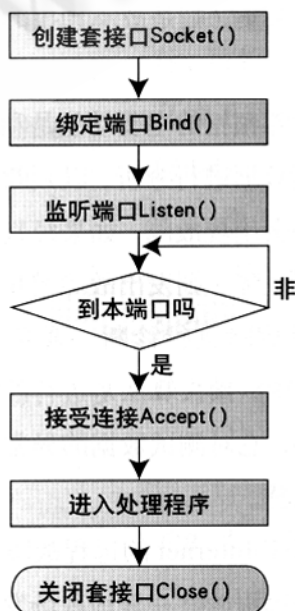 创建套接口Socket()
绑定端口Bind()
监听端口Listen()
到本端口吗
非
是
接受连接Accept()
进入处理程序
关闭套接口Close()